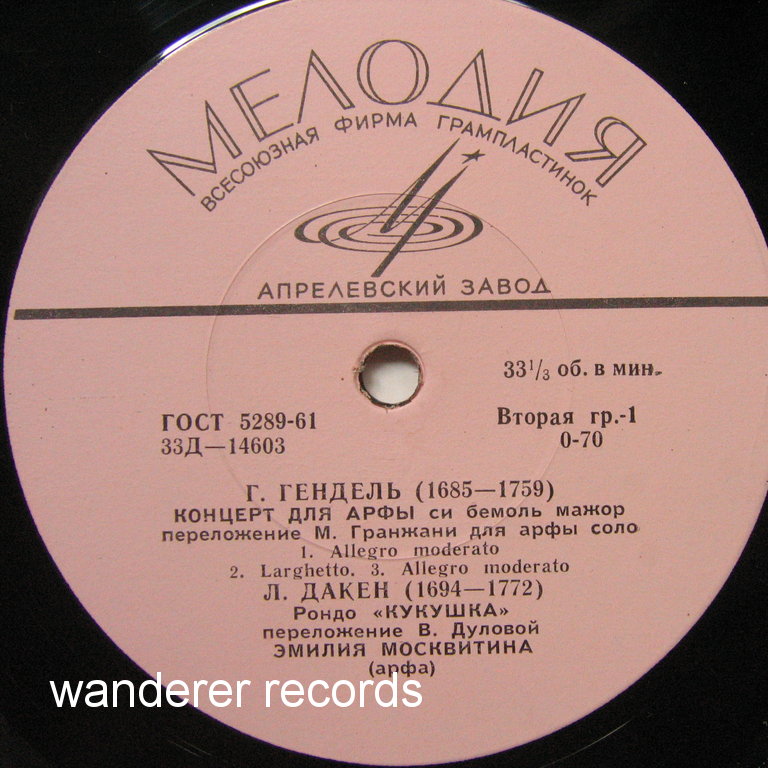 МЕЛОДИЯ
ВСЕСОЮЗНАЯ ФИРМА ГРАМПЛАСТИНОК
АПРЕЛЕВСКИЙ ЗАВОД
33⅓ об. в мин.
ГОСТ 5289-61
33Д—14603
Вторая гр.-1
0-70
Г. ГЕНДЕЛЬ (1685—1759)
КОНЦЕРТ ДЛЯ АРФЫ си бемоль мажор
переложение М. Гранжани для арфы соло
1. Allegro moderato
2. Larghetto. 3. Allegro moderato
Л. ДАКЕН (1694—1772)
Рондо «КУКУШКА»
переложение В. Дуловой
ЭМИЛИЯ МОСКВИТИНА
(арфа)
wanderer records